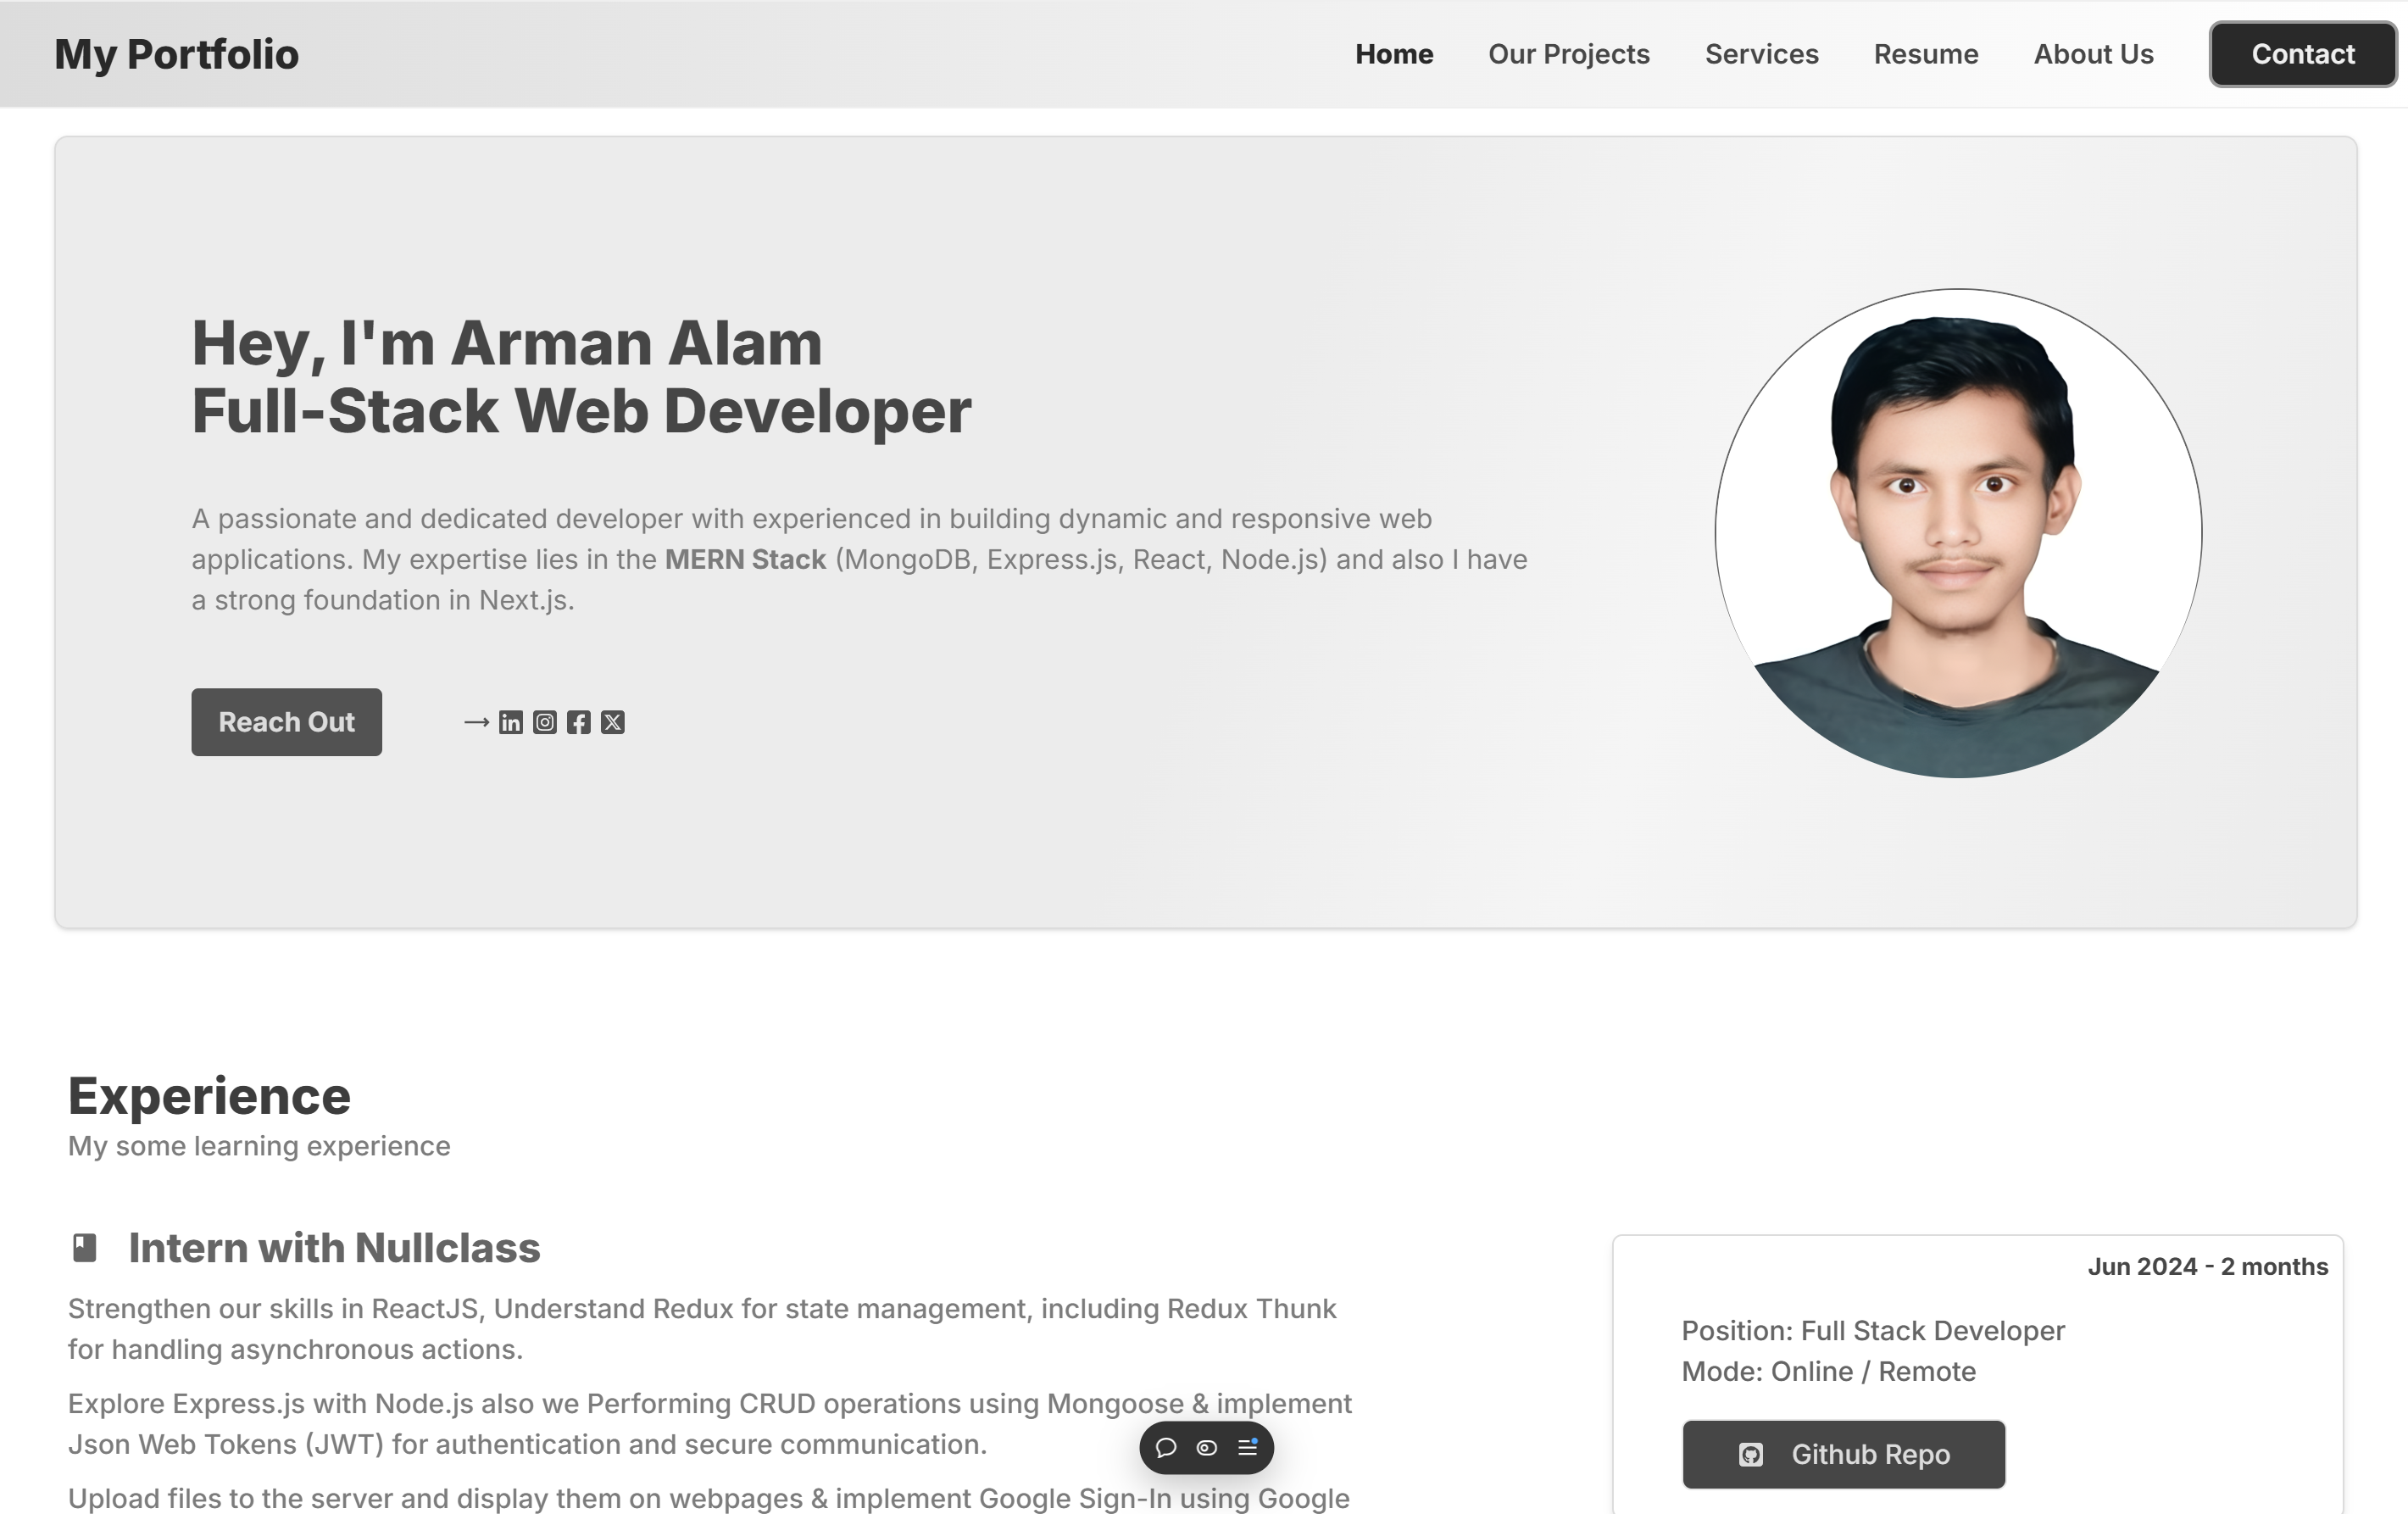 My Portfolio
Home
Our Projects
Services
Resume
About Us
Contact
Hey, I'm Arman Alam
Full-Stack Web Developer
A passionate and dedicated developer with experienced in building dynamic and responsive web
applications. My expertise lies in the MERN Stack (MongoDB, Express.js, React, Node.js) and also I have
a strong foundation in Next.js.
Reach Out
Experience
My some learning experience
Intern with Nullclass
Strengthen our skills in ReactJS, Understand Redux for state management, including Redux Thunk
for handling asynchronous actions.
Explore Express.js with Node.js also we Performing CRUD operations using Mongoose & implement
Json Web Tokens (JWT) for authentication and secure communication.
Upload files to the server and display them on webpages & implement Google Sign-In using Google
Jun 2024 - 2 months
Position: Full Stack Developer
Mode: Online / Remote
Github Repo